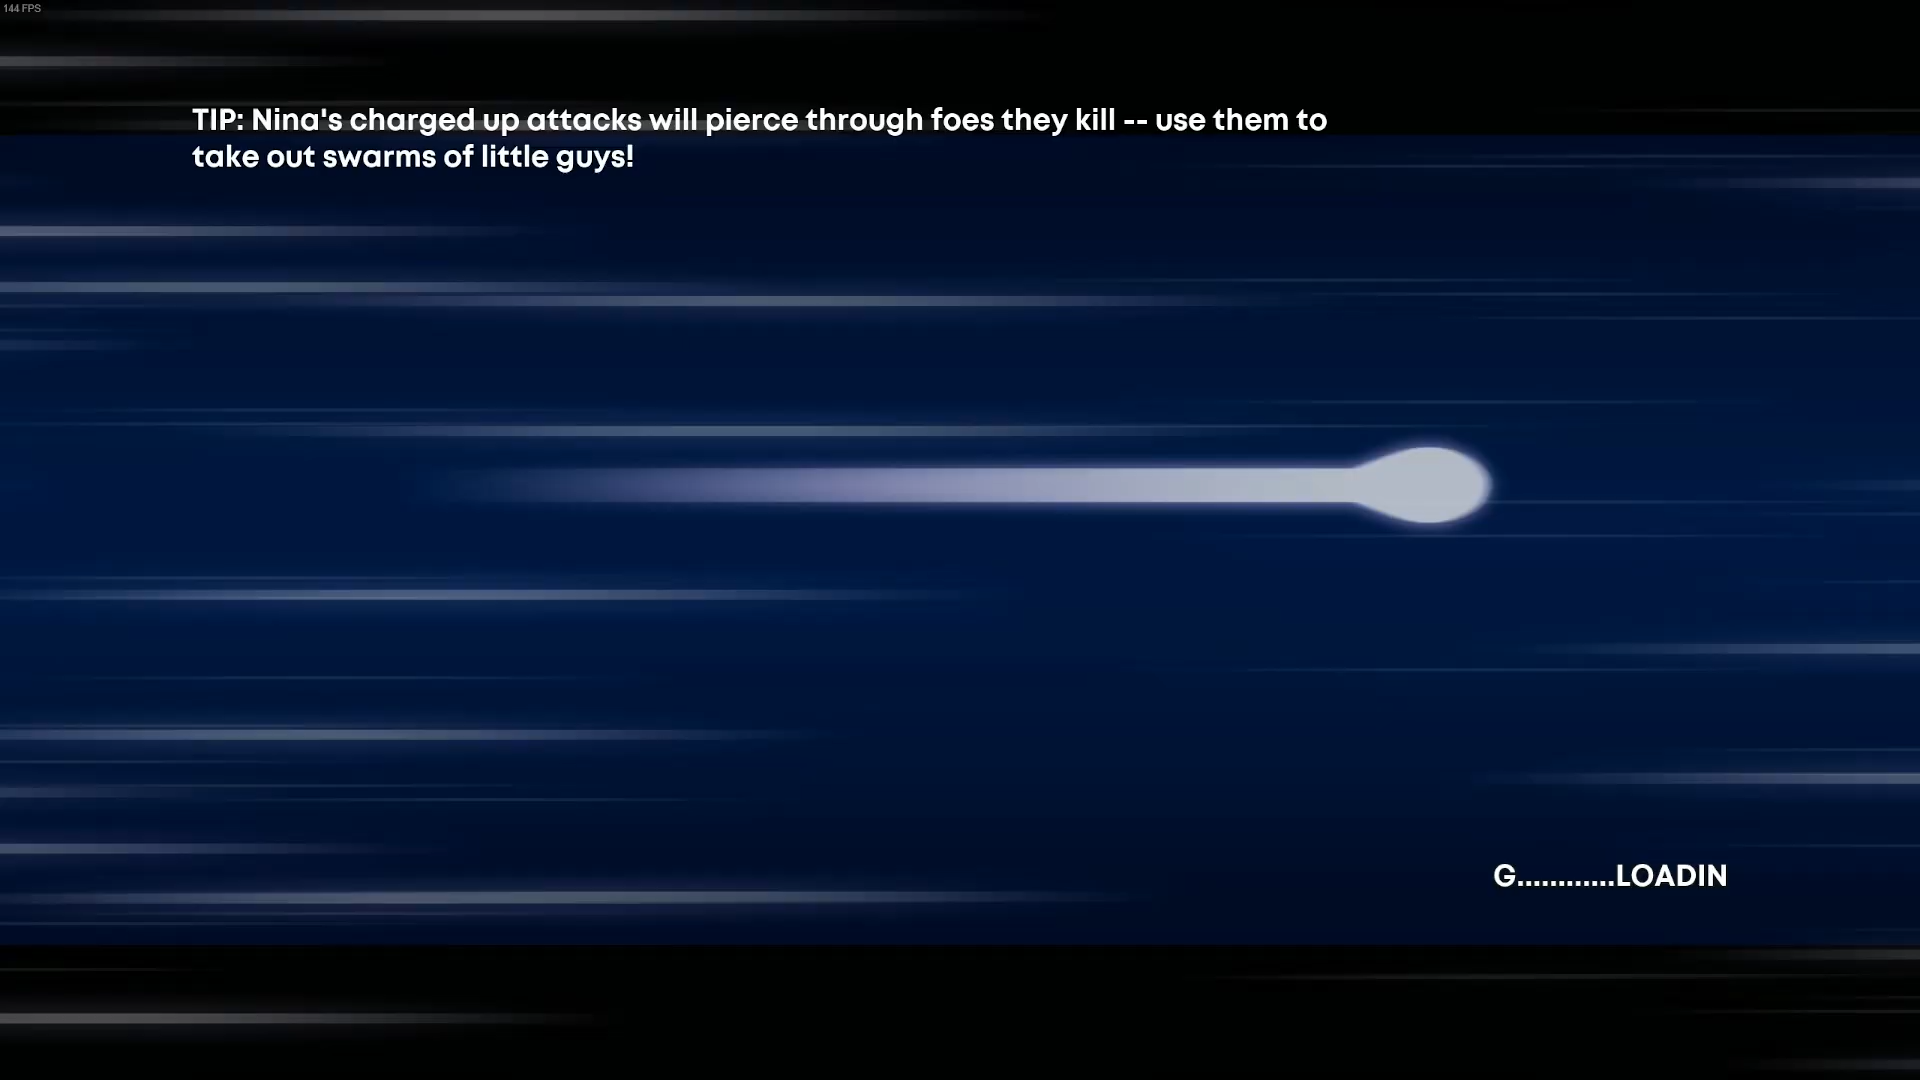 144 FPS
TIP: Nina's charged up attacks will pierce through foes they kill -- use them to
take out swarms of little guys!
G............LOADIN